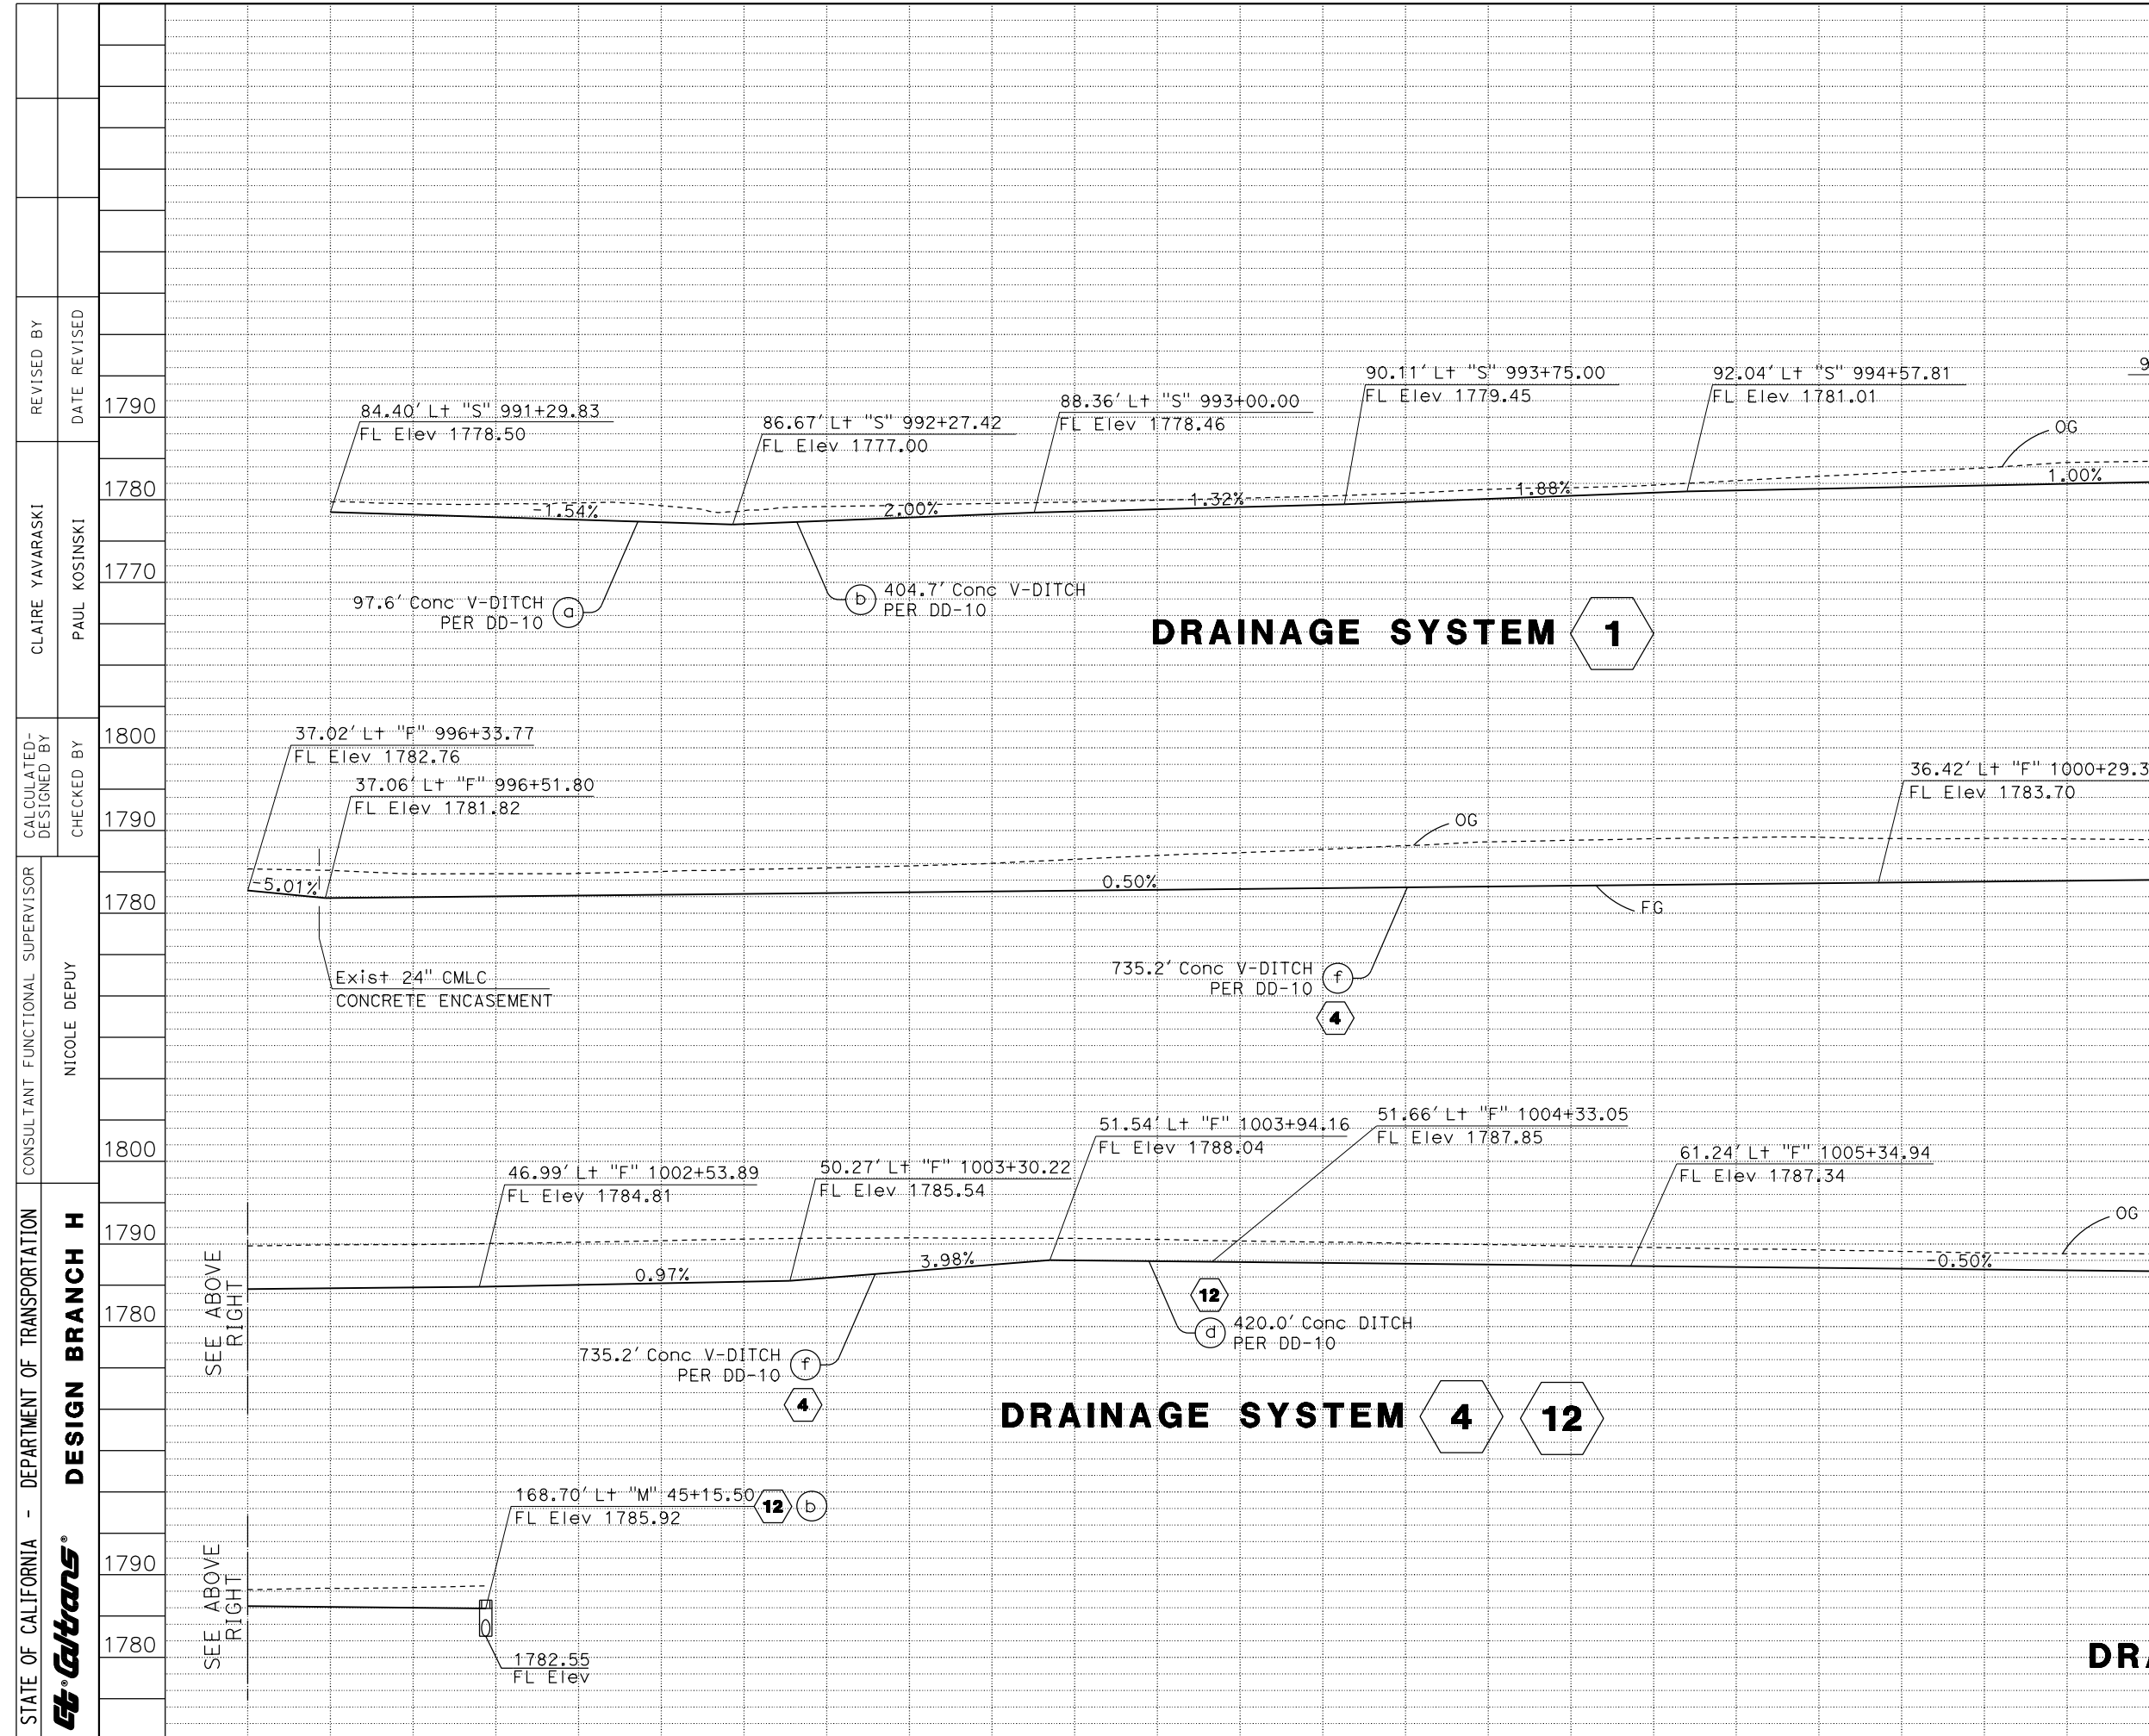 REVISED BY
DATE REVISED
CLAIRE YAVARASKI
PAUL KOSINSKI
CALCULATED-
DESIGNED BY
CHECKED BY
CONSULTANT FUNCTIONAL SUPERVISOR
NICOLE DEPUY
STATE OF CALIFORNIA - DEPARTMENT OF TRANSPORTATION
DESIGN BRANCH H
Ct® Caltrans®
1790
1780
1770
84.40' Lt "S" 991+29.83
FL Elev 1778.50
86.67' Lt "S" 992+27.42
FL Elev 1777.00
88.36' Lt "S" 993+00.00
FL Elev 1778.46
90.11' Lt "S" 993+75.00
FL Elev 1779.45
92.04' Lt "S" 994+57.81
FL Elev 1781.01
9
OG
-1.54%
2.00%
1.32%
1.88%
1.00%
97.6' Conc V-DITCH
PER DD-10
a
b
404.7' Conc V-DITCH
PER DD-10
DRAINAGE SYSTEM 1
1800
1790
1780
37.02' Lt "F" 996+33.77
FL Elev 1782.76
37.06' Lt "F" 996+51.80
FL Elev 1781.82
36.42' Lt "F" 1000+29.3
FL Elev 1783.70
OG
-5.01%
0.50%
FG
Exist 24" CMLC
CONCRETE ENCASEMENT
735.2' Conc V-DITCH
PER DD-10
f
4
1800
1790
1780
SEE ABOVE
RIGHT
46.99' Lt "F" 1002+53.89
FL Elev 1784.81
50.27' Lt "F" 1003+30.22
FL Elev 1785.54
51.54' Lt "F" 1003+94.16
FL Elev 1788.04
51.66' Lt "F" 1004+33.05
FL Elev 1787.85
61.24' Lt "F" 1005+34.94
FL Elev 1787.34
OG
0.97%
3.98%
-0.50%
735.2' Conc V-DITCH
PER DD-10
f
4
12
d
420.0' Conc DITCH
PER DD-10
DRAINAGE SYSTEM 4 12
1790
1780
SEE ABOVE
RIGHT
168.70' Lt "M" 45+15.50 12 b
FL Elev 1785.92
1782.55
FL Elev
DRA